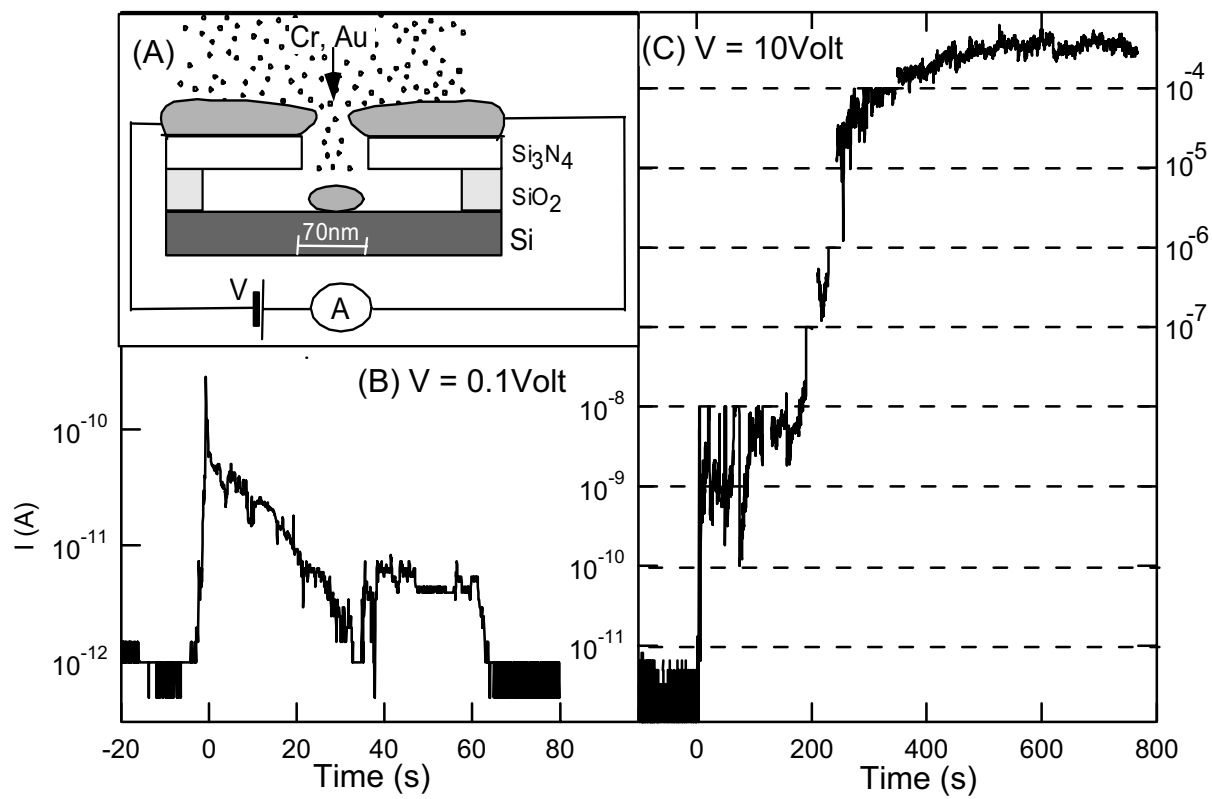 (A)
Cr, Au
Si₃N₄
SiO₂
70nm
Si
V
A
(B) V = 0.1Volt
I (A)
10⁻¹⁰
10⁻¹¹
10⁻¹²
-20 0 20 40 60 80
Time (s)
(C) V = 10Volt
10⁻⁴
10⁻⁵
10⁻⁶
10⁻⁷
10⁻⁸
10⁻⁹
10⁻¹⁰
10⁻¹¹
0 200 400 600 800
Time (s)